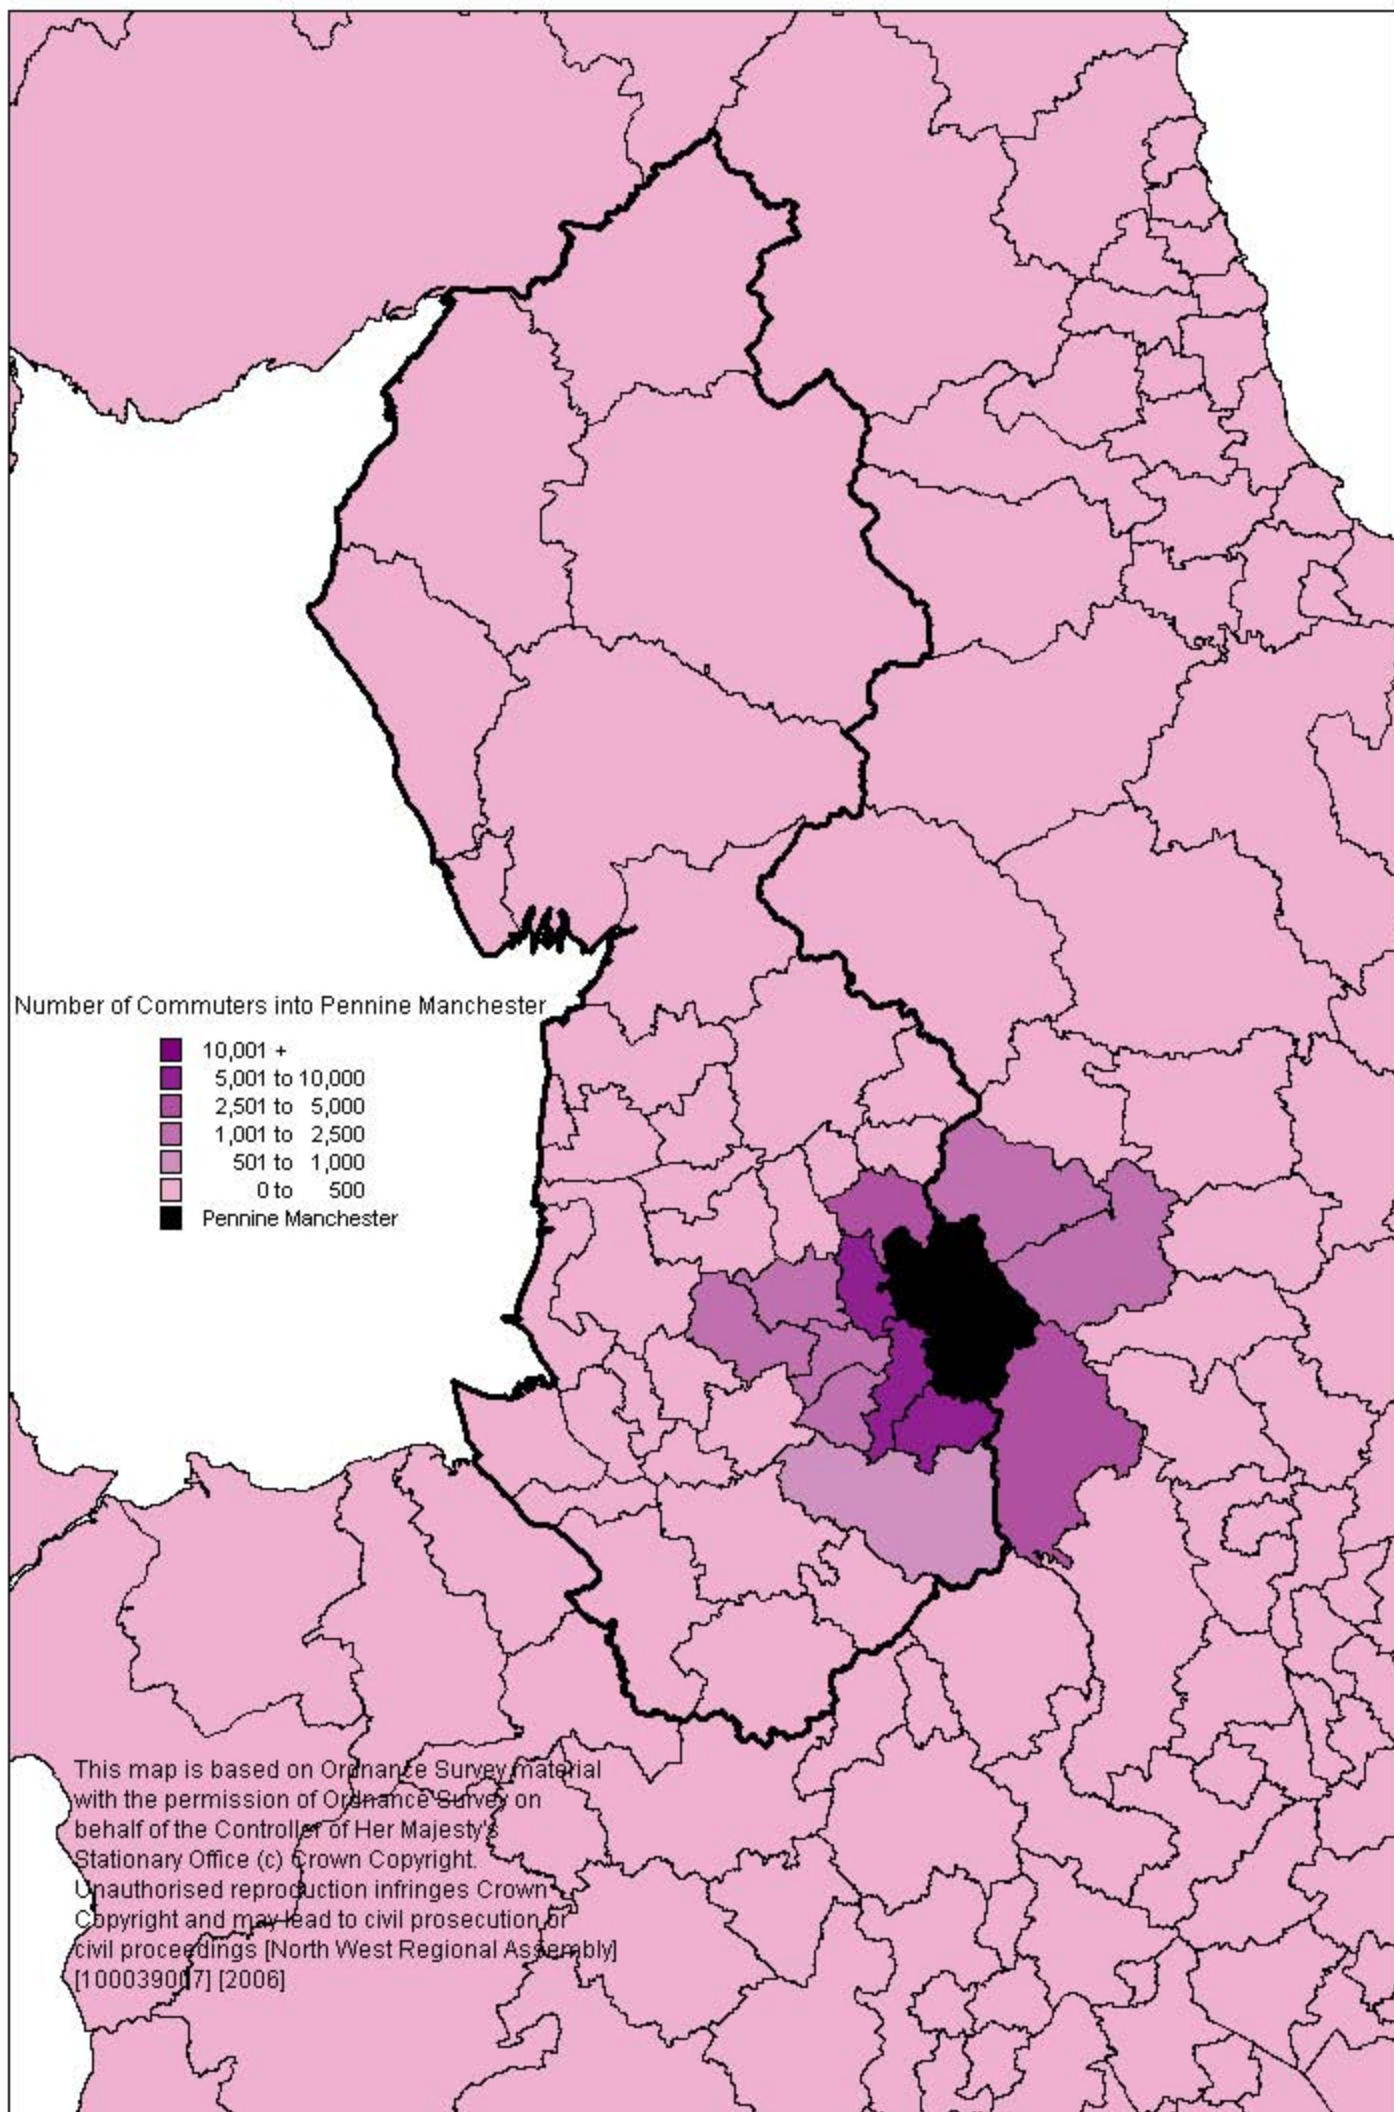 Number of Commuters into Pennine Manchester
10,001 +
5,001 to 10,000
2,501 to 5,000
1,001 to 2,500
501 to 1,000
0 to 500
Pennine Manchester
This map is based on Ordnance Survey material
with the permission of Ordnance Survey on
behalf of the Controller of Her Majesty's
Stationary Office (c) Crown Copyright.
Unauthorised reproduction infringes Crown
Copyright and may lead to civil prosecution or
civil proceedings [North West Regional Assembly]
[100039007] [2006]